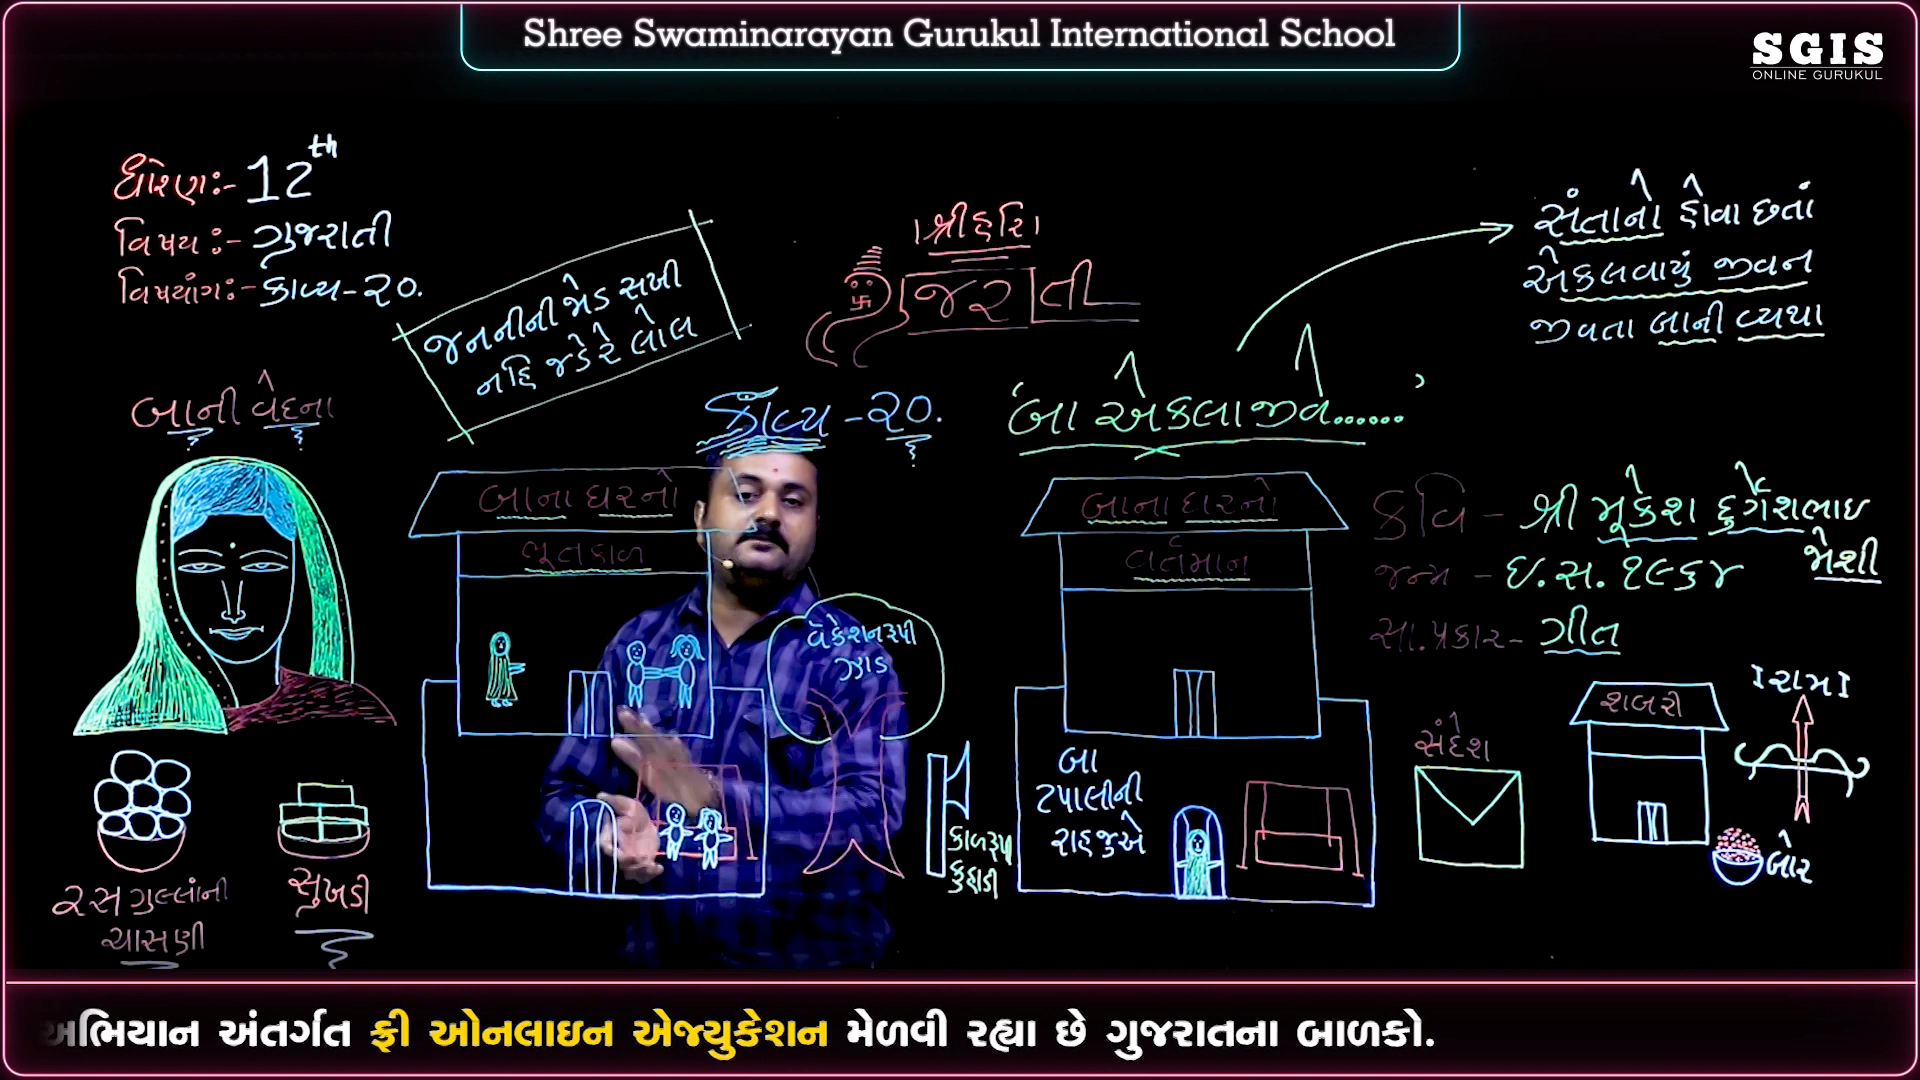 Shree Swaminarayan Gurukul International School
SGIS
ONLINE GURUKUL
ધોરણ:- 12th
વિષય:- ગુજરાતી
વિષયાંગ:- કાવ્ય-૨૦.
જનનીની જોડ સખી
નહિ જડે રે લોલ
।શ્રી હરિ।
સંતાનો હોવા છતાં
એકલવાયું જીવન
જીવતા બાની વ્યથા
બાની વેદના
કાવ્ય-૨૦.
'બા એકલા જીવે......'
બાના ઘરનો
ભૂતકાળ
વૅકેશનરૂપી
ઝાડ
કાળરૂપી
કુહાડી
બાના ઘરનો
વર્તમાન
બા
ટપાલીની
રાહ જુએ
કવિ - શ્રી મૂકેશ દુર્ગેશભાઇ
જોશી
જન્મ - ઇ.સ. ૧૯૬૪
સા.પ્રકાર- ગીત
સંદેશ
શબરી
।રામ।
બોર
રસગુલ્લાંની
ચાસણી
સુખડી
અભિયાન અંતર્ગત ફ્રી ઓનલાઇન એજ્યુકેશન મેળવી રહ્યા છે ગુજરાતના બાળકો.